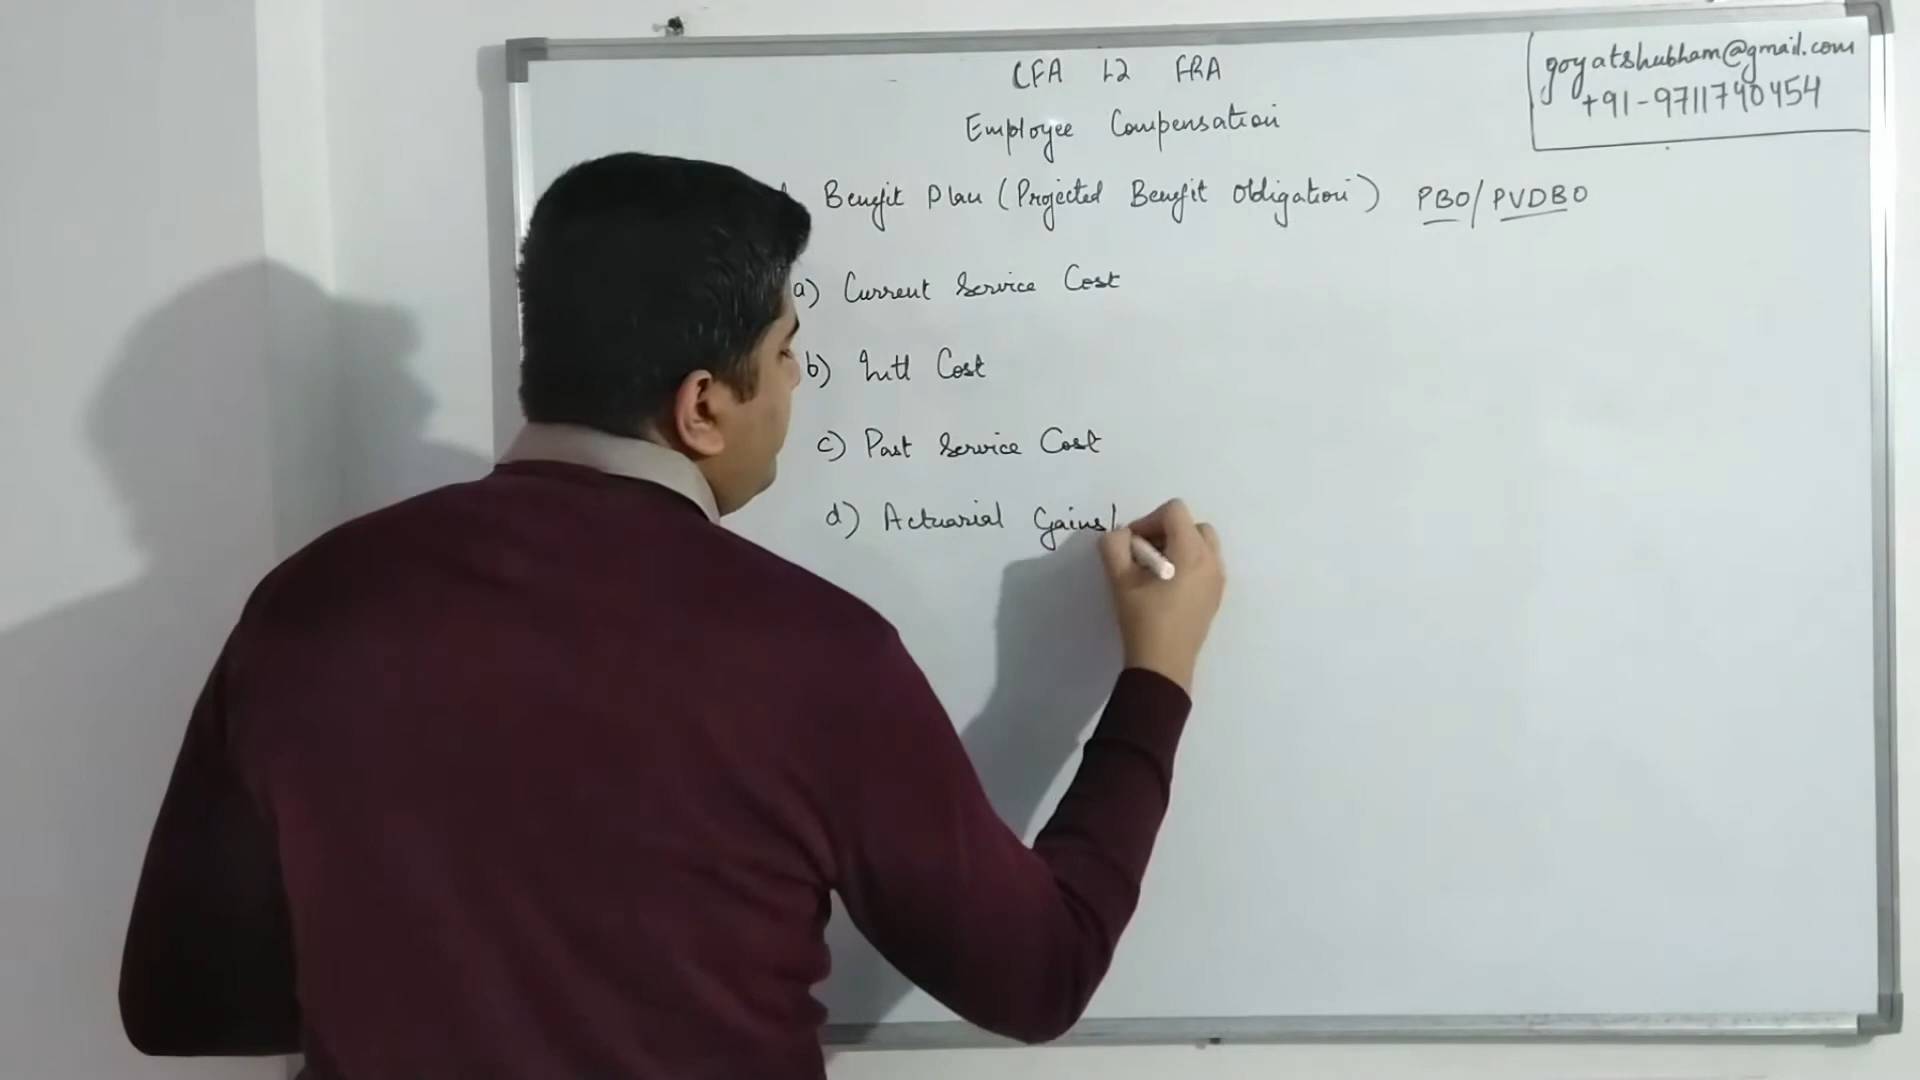 CFA L2 FRA
goyatshubham@gmail.com
+91-9711740454
Employee Compensation
Benefit Plan (Projected Benefit Obligation) PBO/PVDBO
a) Current Service Cost
b) Intt Cost
c) Past Service Cost
d) Actuarial Gains/